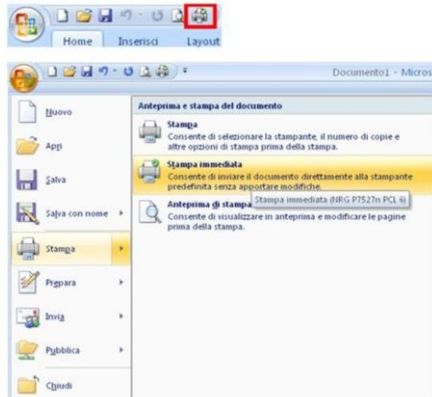 Home Inserisci Layout
Documento1 - Micros
Nuovo
Apri
Salva
Salva con nome
Stampa
Prepara
Invia
Pubblica
Chiudi
Anteprima e stampa del documento
Stampa
Consente di selezionare la stampante, il numero di copie e
altre opzioni di stampa prima della stampa.
Stampa immediata
Consente di inviare il documento direttamente alla stampante
predefinita senza apportare modifiche.
Anteprima di stampa
Stampa immediata (NRG P7527n PCL 6)
Consente di visualizzare in anteprima e modificare le pagine
prima della stampa.